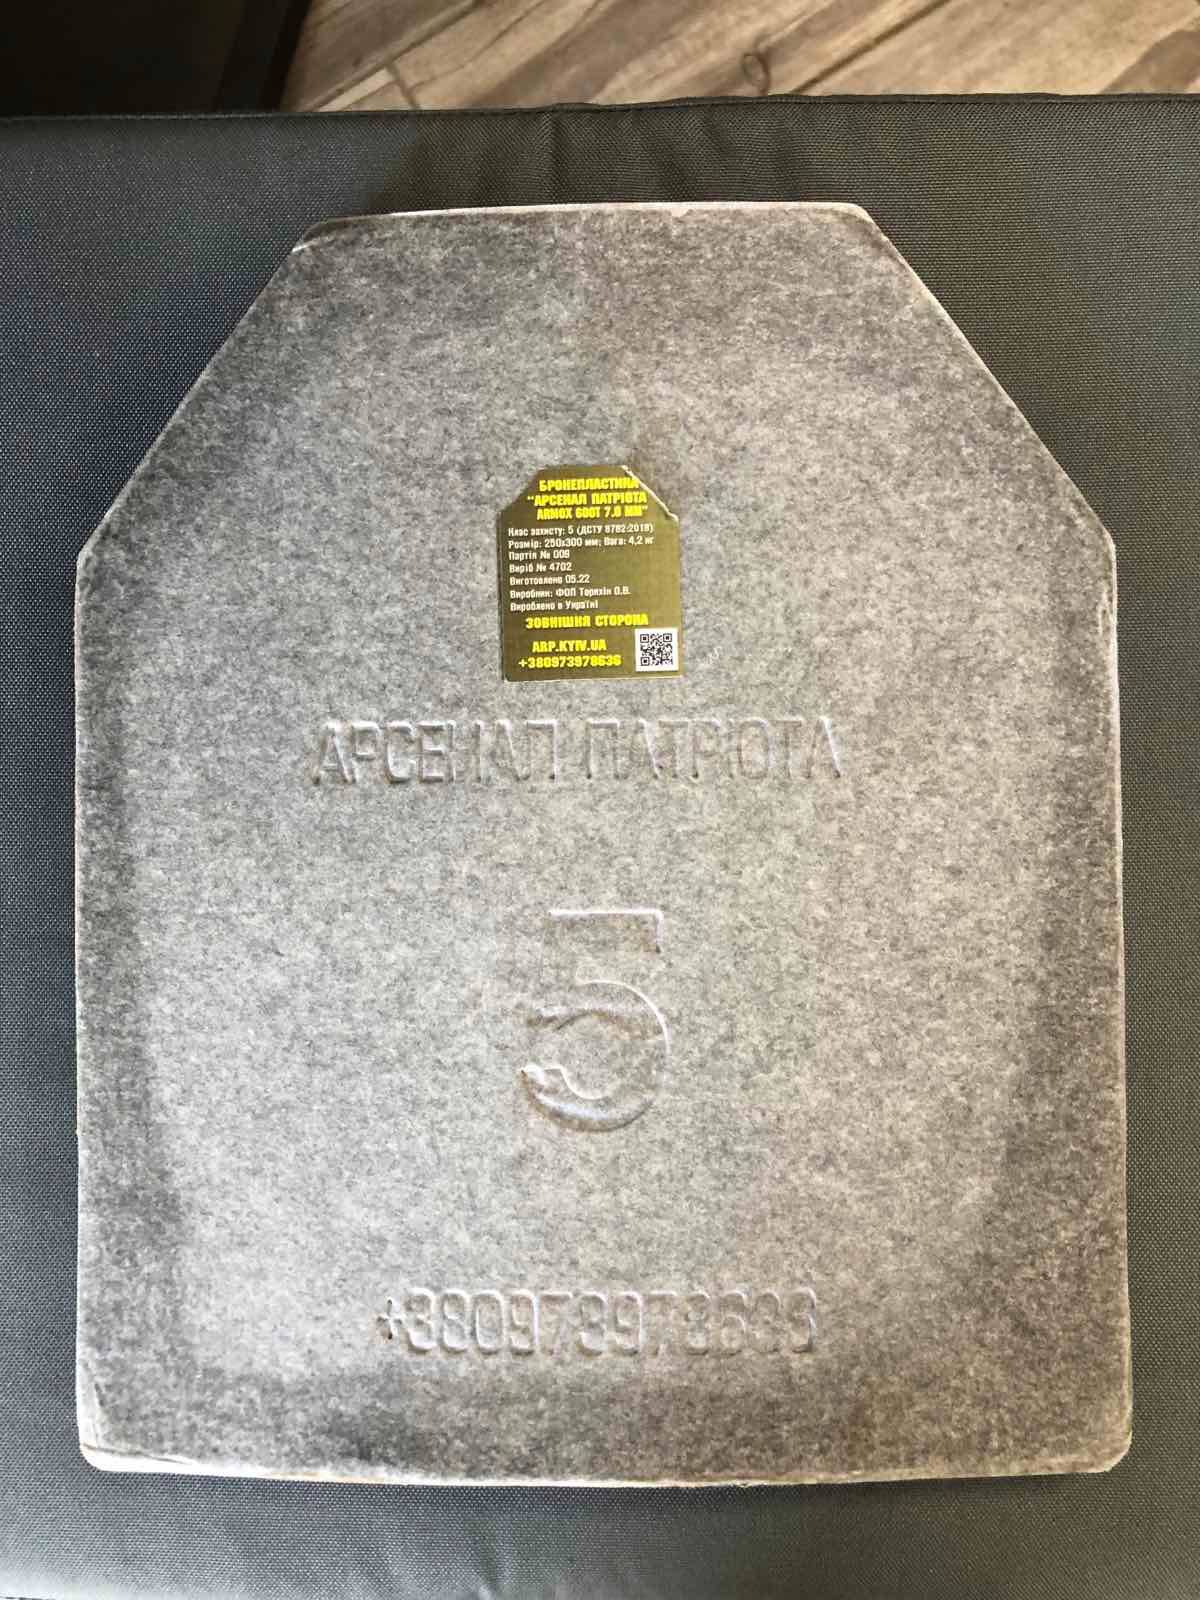 БРОНЕПЛАСТИНА
"АРСЕНАЛ ПАТРІОТА
ARMOX 600T 7.0 ММ"
Клас захисту: 5 (ДСТУ 8782:2018)
Розмір: 250х300 мм; Вага: 4,2 кг
Партія № 009
Виріб № 4702
Виготовлено 05.22
Виробник: ФОП Терихін О.В.
Вироблено в Україні
ЗОВНІШНЯ СТОРОНА
ARP.KYIV.UA
+380973978636
АРСЕНАЛ ПАТРІОТА
5
+380973978636